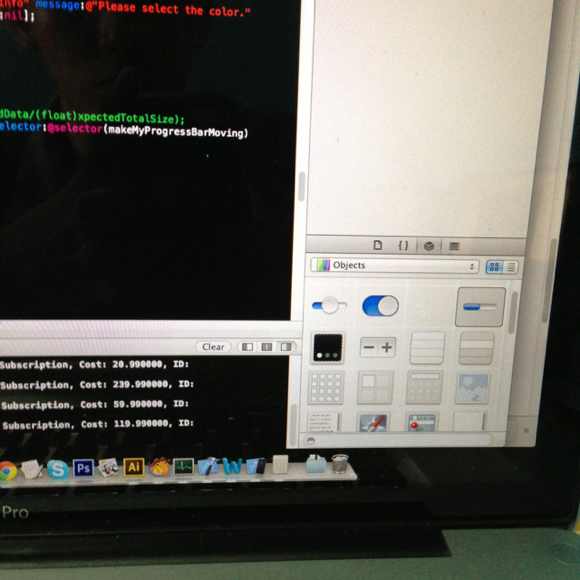 info" message:@"Please select the color."
:nil];
dData/(float)xpectedTotalSize);
elector:@selector(makeMyProgressBarMoving)
{ }
Objects
Clear
Subscription, Cost: 20.990000, ID:
Subscription, Cost: 239.990000, ID:
Subscription, Cost: 59.990000, ID:
Subscription, Cost: 119.990000, ID:
S Ps Ai W
Pro